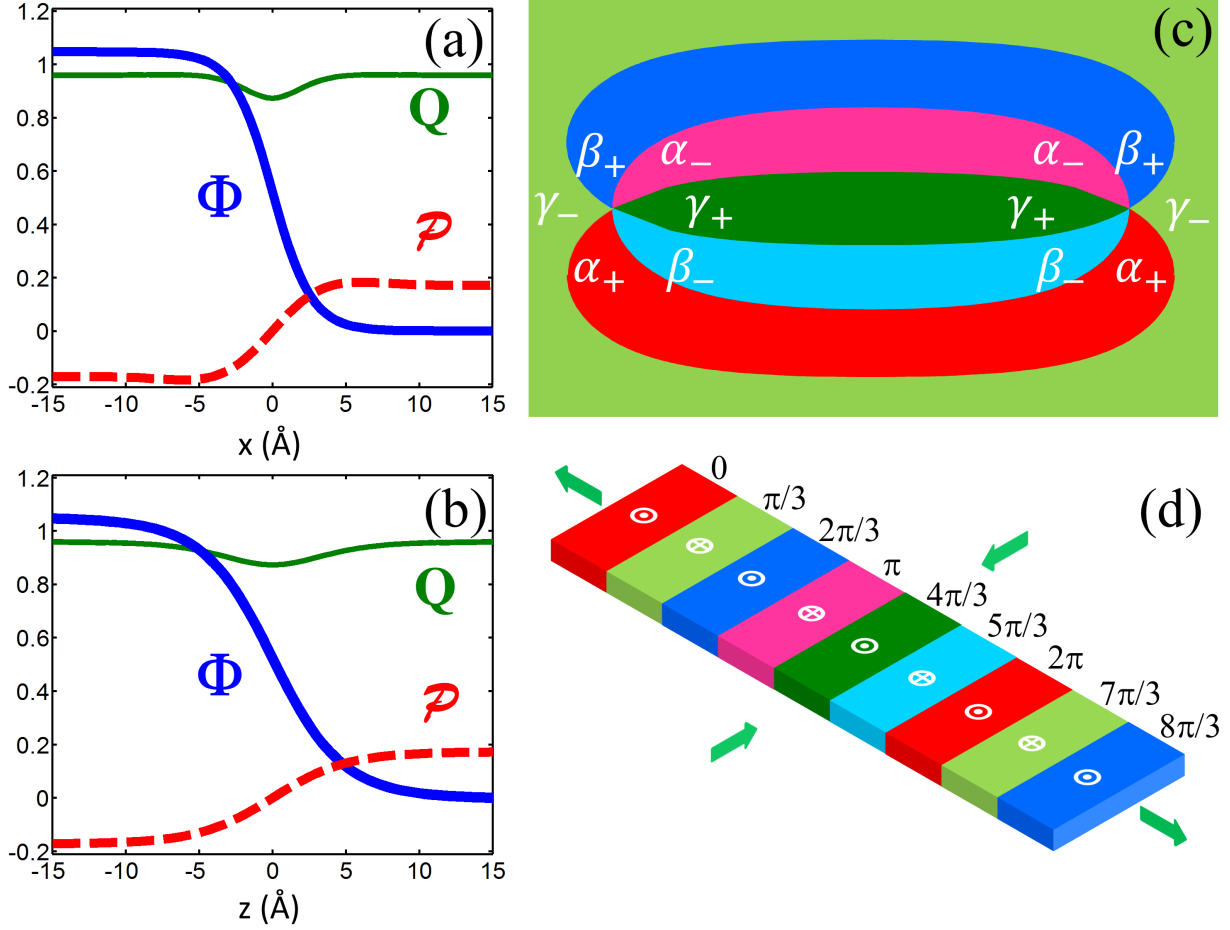 (a)
1.2
1
0.8
0.6
0.4
0.2
0
-0.2
Q
Φ
𝒫
-15 -10 -5 0 5 10 15
x (Å)
(b)
1.2
1
0.8
0.6
0.4
0.2
0
-0.2
Q
Φ
𝒫
-15 -10 -5 0 5 10 15
z (Å)
(c)
β₊ α₋ α₋ β₊
γ₋ γ₊ γ₊ γ₋
α₊ β₋ β₋ α₊
(d)
0
π/3
2π/3
π
4π/3
5π/3
2π
7π/3
8π/3